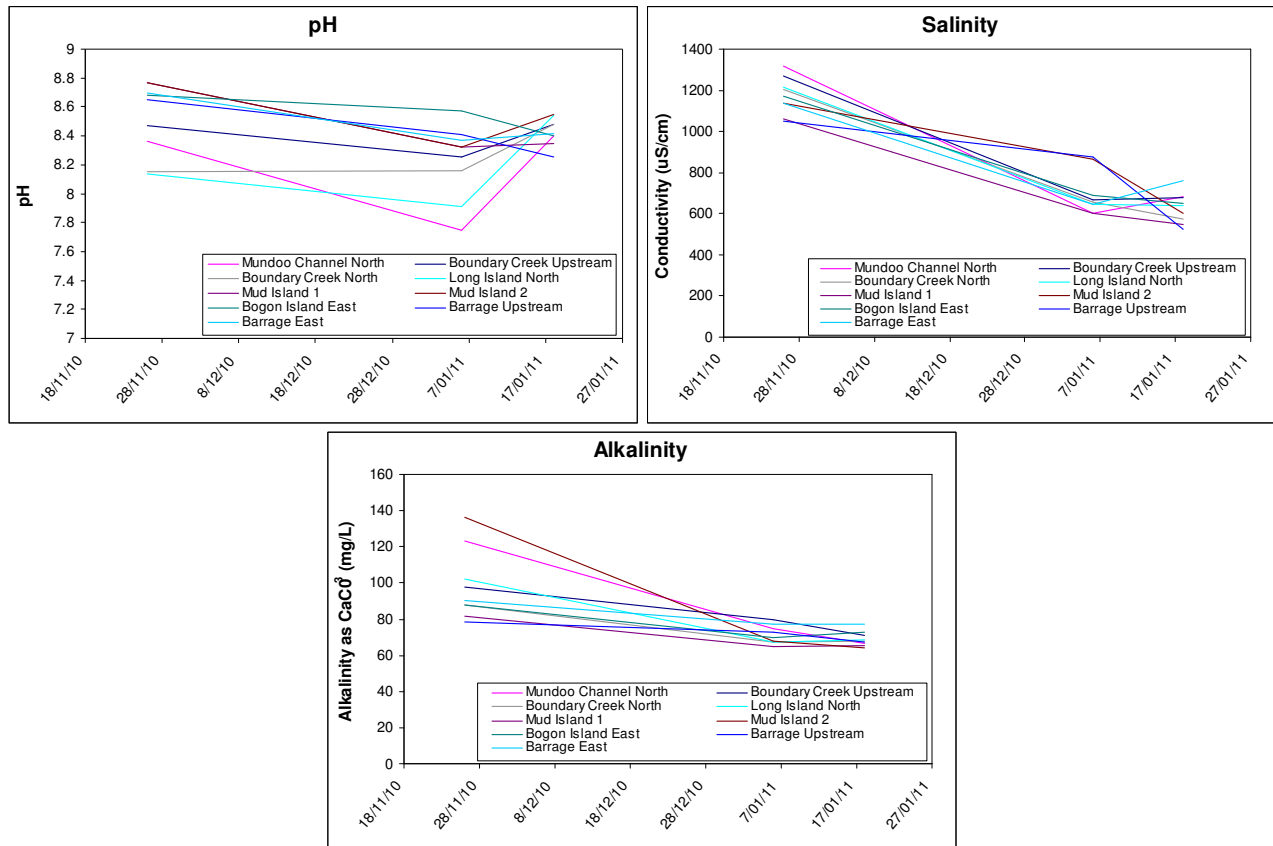 pH
pH
9
8.8
8.6
8.4
8.2
8
7.8
7.6
7.4
7.2
7
Mundoo Channel North Boundary Creek Upstream
Boundary Creek North Long Island North
Mud Island 1 Mud Island 2
Bogon Island East Barrage Upstream
Barrage East
18/11/10 28/11/10 8/12/10 18/12/10 28/12/10 7/01/11 17/01/11 27/01/11
Salinity
Conductivity (uS/cm)
1400
1200
1000
800
600
400
200
0
Mundoo Channel North Boundary Creek Upstream
Boundary Creek North Long Island North
Mud Island 1 Mud Island 2
Bogon Island East Barrage Upstream
Barrage East
18/11/10 28/11/10 8/12/10 18/12/10 28/12/10 7/01/11 17/01/11 27/01/11
Alkalinity
Alkalinity as CaC0³ (mg/L)
160
140
120
100
80
60
40
20
0
Mundoo Channel North Boundary Creek Upstream
Boundary Creek North Long Island North
Mud Island 1 Mud Island 2
Bogon Island East Barrage Upstream
Barrage East
18/11/10 28/11/10 8/12/10 18/12/10 28/12/10 7/01/11 17/01/11 27/01/11